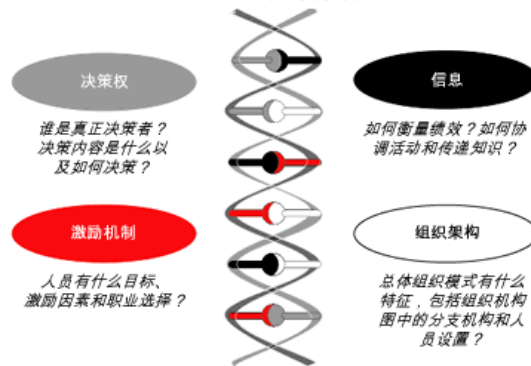 决策权
谁是真正决策者？
决策内容是什么以
及如何决策？
信息
如何衡量绩效？如何协
调活动和传递知识？
激励机制
人员有什么目标、
激励因素和职业选择？
组织架构
总体组织模式有什么
特征，包括组织机构
图中的分支机构和人
员设置？